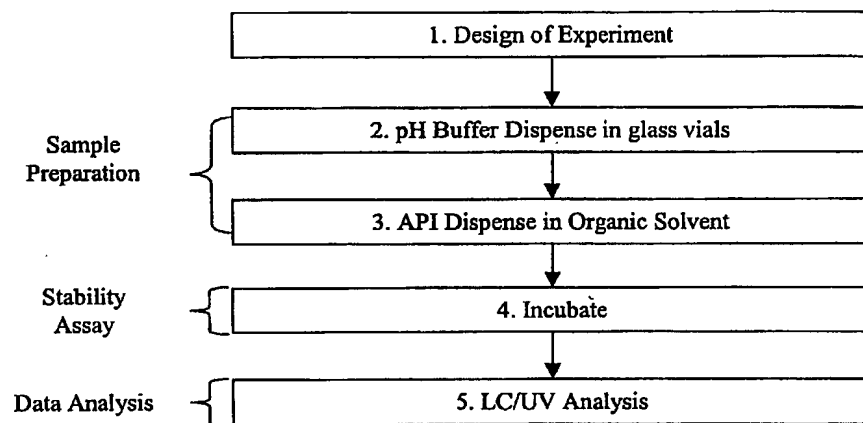 1. Design of Experiment
2. pH Buffer Dispense in glass vials
Sample
Preparation
3. API Dispense in Organic Solvent
Stability
Assay
4. Incubate
Data Analysis
5. LC/UV Analysis